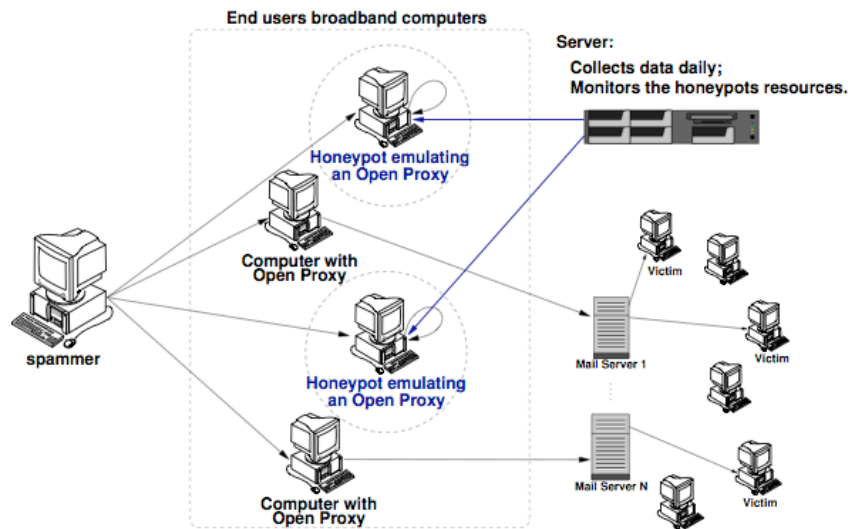 End users broadband computers
Server:
Collects data daily;
Monitors the honeypots resources.
Honeypot emulating
an Open Proxy
Computer with
Open Proxy
Victim
spammer
Honeypot emulating
an Open Proxy
Mail Server 1
Victim
Computer with
Open Proxy
Mail Server N
Victim